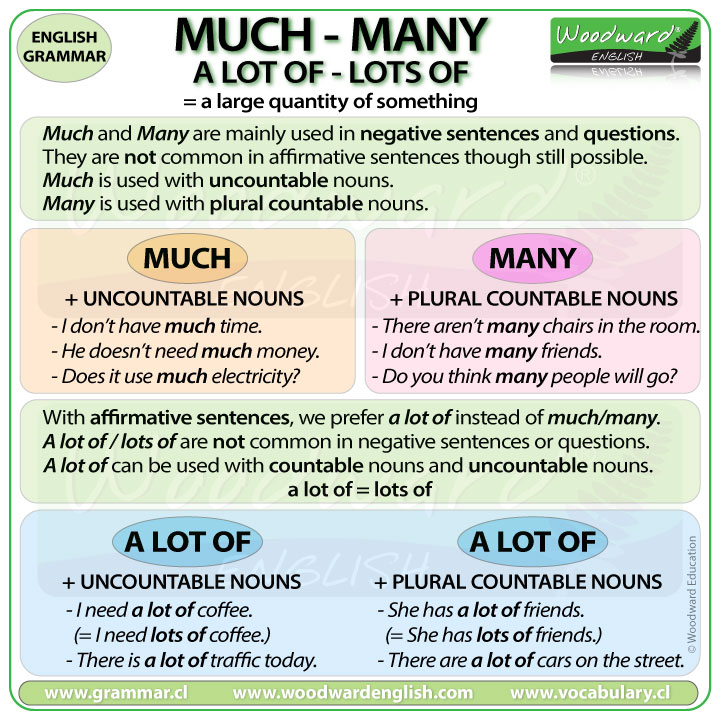 ENGLISH
GRAMMAR
MUCH - MANY
A LOT OF - LOTS OF
= a large quantity of something
Woodward®
ENGLISH
Much and Many are mainly used in negative sentences and questions.
They are not common in affirmative sentences though still possible.
Much is used with uncountable nouns.
Many is used with plural countable nouns.
MUCH
+ UNCOUNTABLE NOUNS
- I don’t have much time.
- He doesn’t need much money.
- Does it use much electricity?
MANY
+ PLURAL COUNTABLE NOUNS
- There aren’t many chairs in the room.
- I don’t have many friends.
- Do you think many people will go?
With affirmative sentences, we prefer a lot of instead of much/many.
A lot of / lots of are not common in negative sentences or questions.
A lot of can be used with countable nouns and uncountable nouns.
a lot of = lots of
A LOT OF
+ UNCOUNTABLE NOUNS
- I need a lot of coffee.
(= I need lots of coffee.)
- There is a lot of traffic today.
A LOT OF
+ PLURAL COUNTABLE NOUNS
- She has a lot of friends.
(= She has lots of friends.)
- There are a lot of cars on the street.
© Woodward Education
www.grammar.cl www.woodwardenglish.com www.vocabulary.cl
Woodward®
ENGLISH
Woodward
ENGLISH